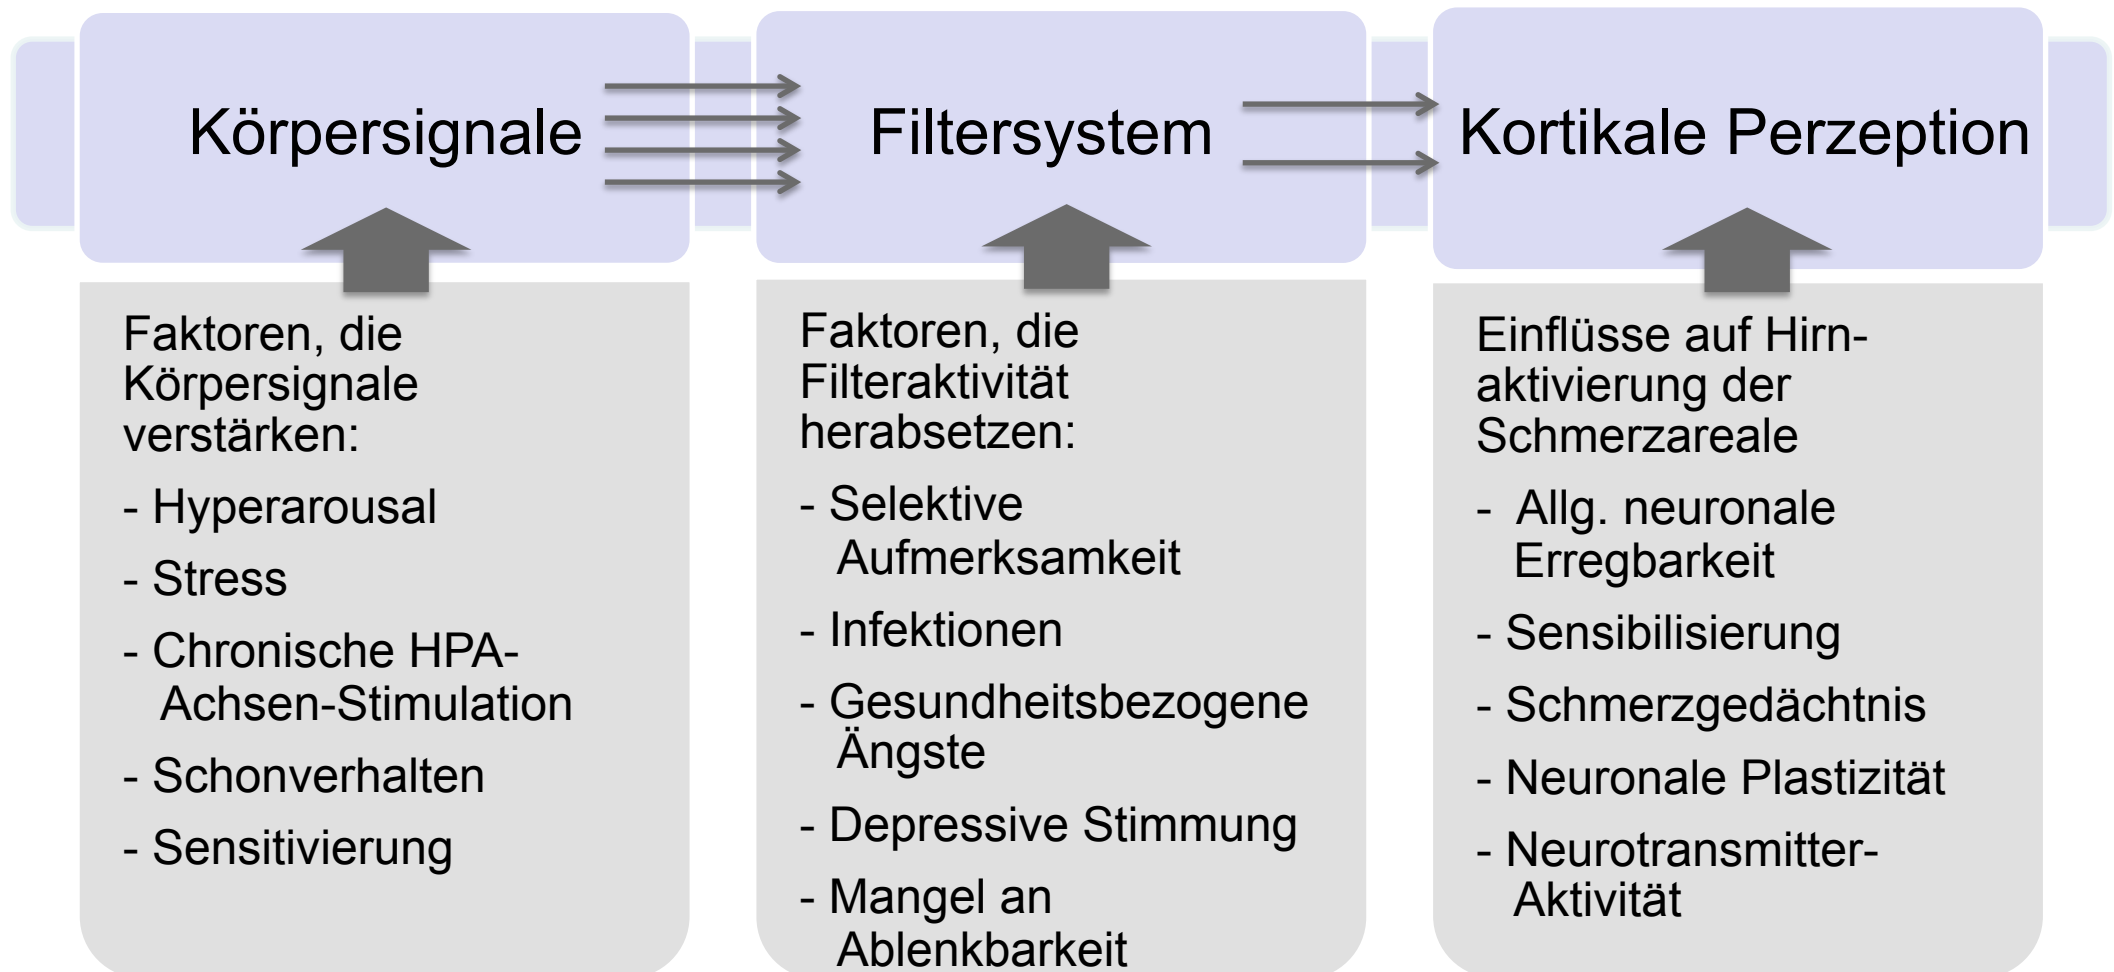 Körpersignale
Filtersystem
Kortikale Perzeption
Faktoren, die
Körpersignale
verstärken:
- Hyperarousal
- Stress
- Chronische HPA-
Achsen-Stimulation
- Schonverhalten
- Sensitivierung
Faktoren, die
Filteraktivität
herabsetzen:
- Selektive
Aufmerksamkeit
- Infektionen
- Gesundheitsbezogene
Ängste
- Depressive Stimmung
- Mangel an
Ablenkbarkeit
Einflüsse auf Hirn-
aktivierung der
Schmerzareale
- Allg. neuronale
Erregbarkeit
- Sensibilisierung
- Schmerzgedächtnis
- Neuronale Plastizität
- Neurotransmitter-
Aktivität